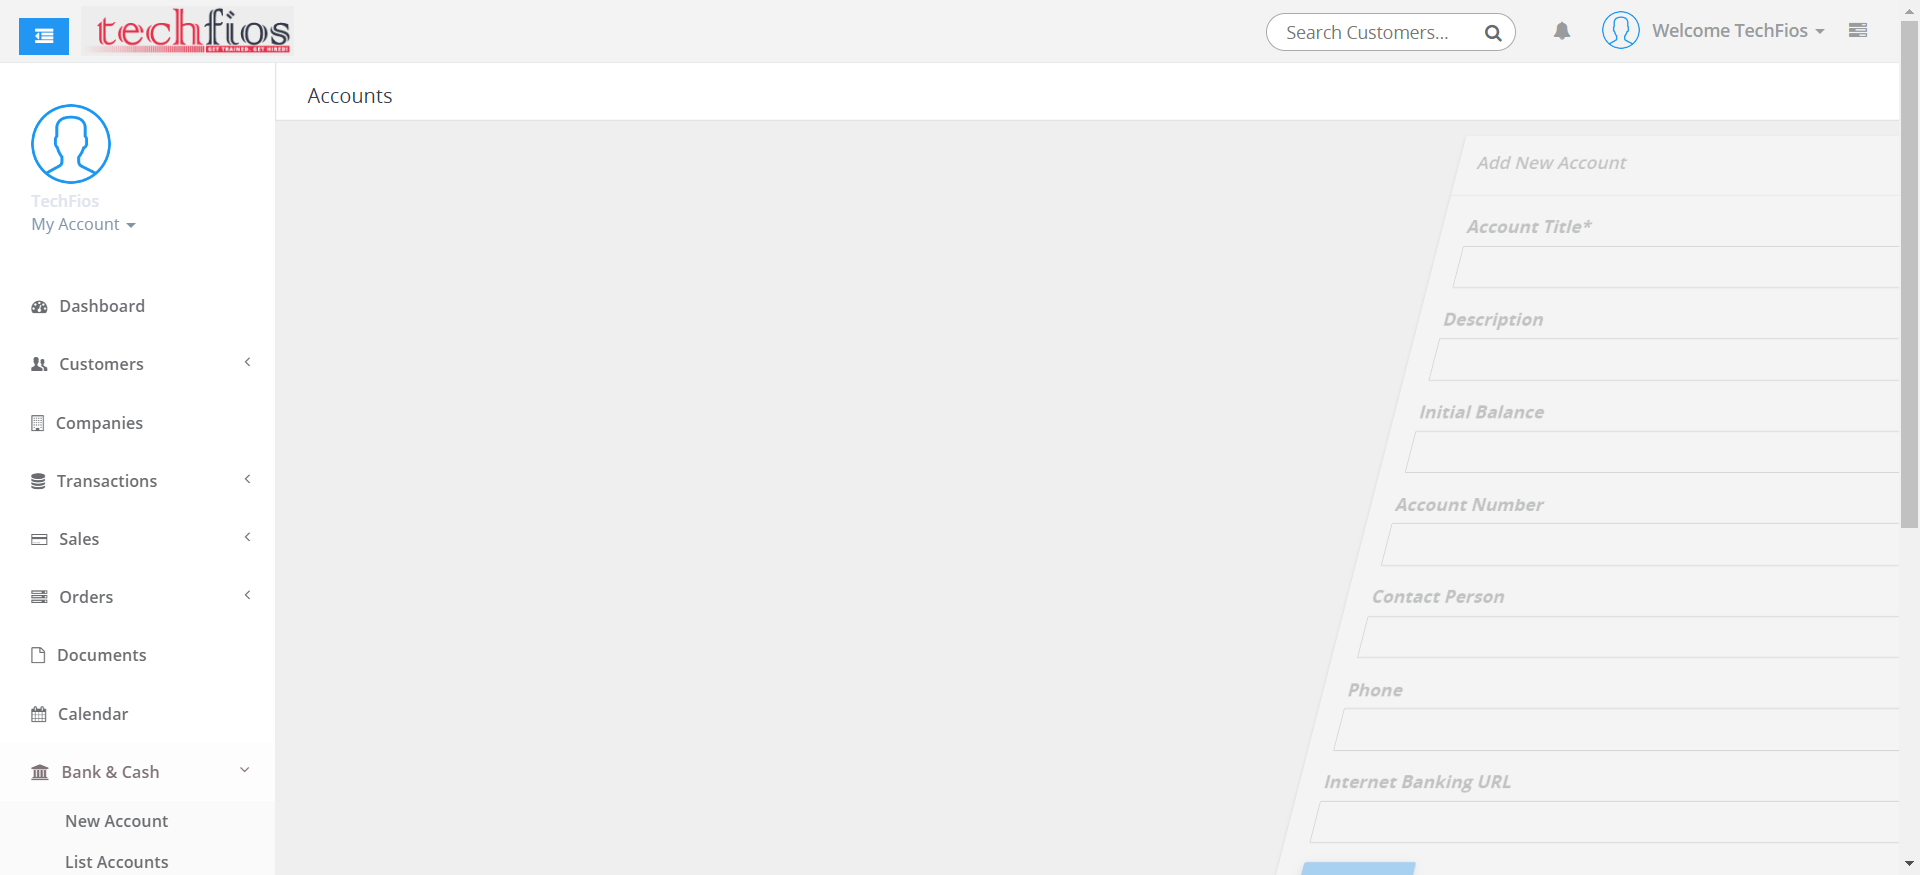 techfios
GET TRAINED. GET HIRED!
Search Customers...
Welcome TechFios
Accounts
TechFios
My Account
Dashboard
Customers
Companies
Transactions
Sales
Orders
Documents
Calendar
Bank & Cash
New Account
List Accounts
Add New Account
Account Title*
Description
Initial Balance
Account Number
Contact Person
Phone
Internet Banking URL